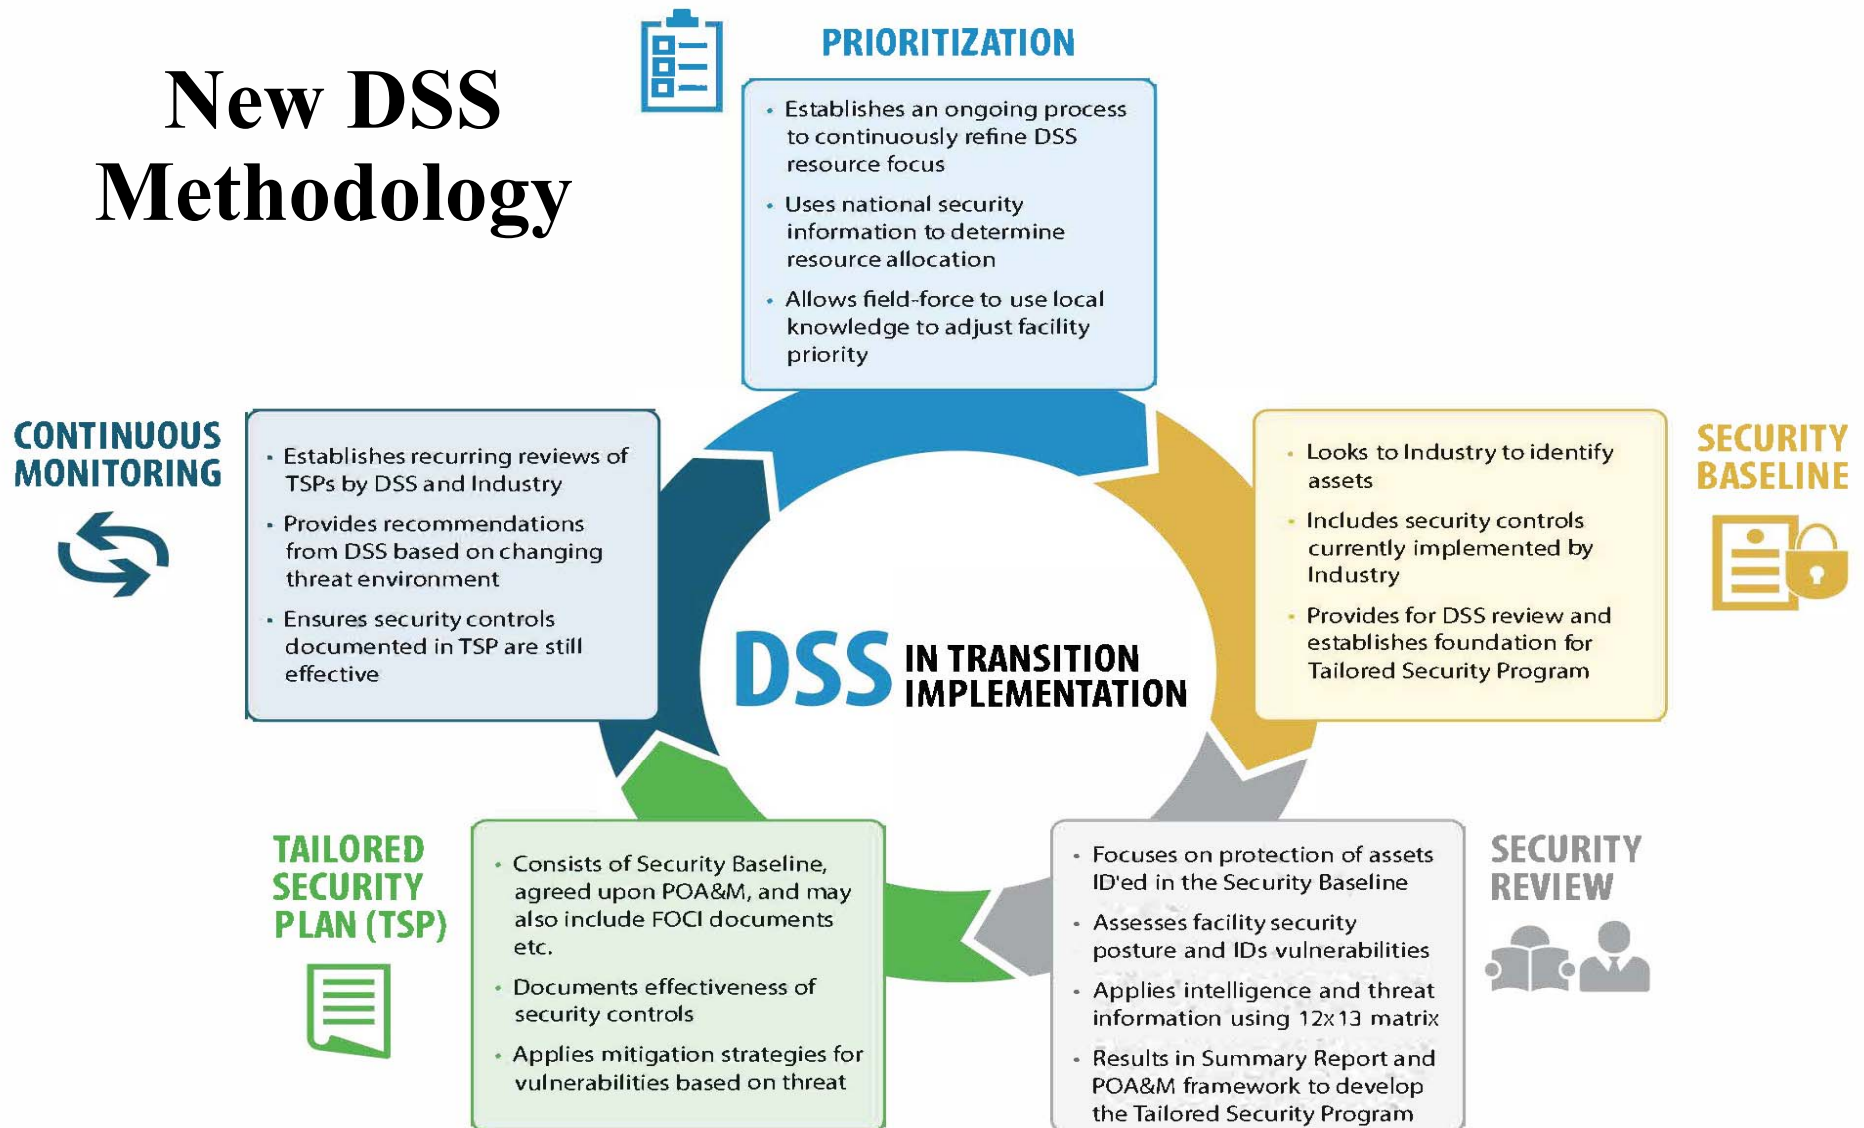 New DSS
Methodology
PRIORITIZATION
• Establishes an ongoing process
to continuously refine DSS
resource focus
• Uses national security
information to determine
resource allocation
• Allows field-force to use local
knowledge to adjust facility
priority
CONTINUOUS
MONITORING
• Establishes recurring reviews of
TSPs by DSS and Industry
• Provides recommendations
from DSS based on changing
threat environment
• Ensures security controls
documented in TSP are still
effective
SECURITY
BASELINE
• Looks to Industry to identify
assets
• Includes security controls
currently implemented by
Industry
• Provides for DSS review and
establishes foundation for
Tailored Security Program
DSS IN TRANSITION
IMPLEMENTATION
TAILORED
SECURITY
PLAN (TSP)
• Consists of Security Baseline,
agreed upon POA&M, and may
also include FOCI documents
etc.
• Documents effectiveness of
security controls
• Applies mitigation strategies for
vulnerabilities based on threat
SECURITY
REVIEW
• Focuses on protection of assets
ID'ed in the Security Baseline
• Assesses facility security
posture and IDs vulnerabilities
• Applies intelligence and threat
information using 12x13 matrix
• Results in Summary Report and
POA&M framework to develop
the Tailored Security Program